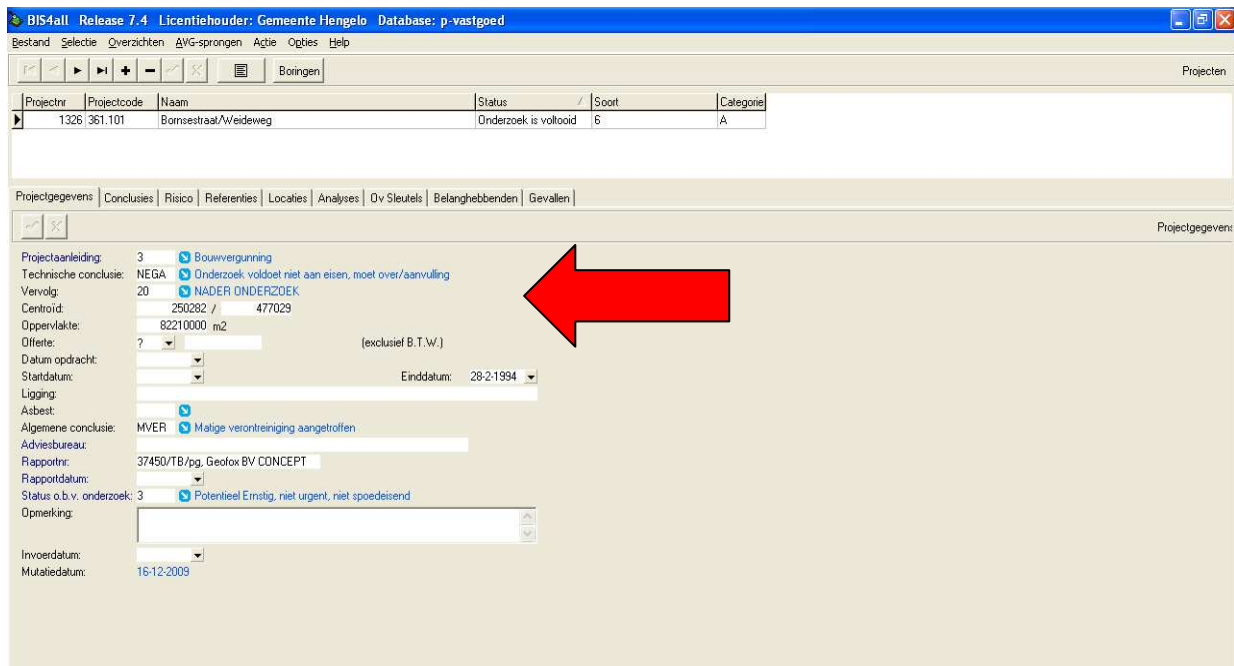 BIS4all Release 7.4 Licentiehouder: Gemeente Hengelo Database: p-vastgoed
Bestand Selectie Overzichten AVG-sprongen Actie Opties Help
Boringen Projecten
Projectnr Projectcode Naam Status Soort Categorie
1326 361.101 Bornsestraat/Weideweg Onderzoek is voltooid 6 A
Projectgegevens Conclusies Risico Referenties Locaties Analyses Ov Sleutels Belanghebbenden Gevallen
Projectgegevens
Projectaanleiding: 3 Bouwvergunning
Technische conclusie: NEGA Onderzoek voldoet niet aan eisen, moet over/aanvulling
Vervolg: 20 NADER ONDERZOEK
Centroïd: 250282 / 477029
Oppervlakte: 82210000 m2
Offerte: ? (exclusief B.T.W.)
Datum opdracht:
Startdatum: Einddatum: 28-2-1994
Ligging:
Asbest:
Algemene conclusie: MVER Matige verontreiniging aangetroffen
Adviesbureau:
Rapportnr: 37450/TB/pg, Geofox BV CONCEPT
Rapportdatum:
Status o.b.v. onderzoek: 3 Potentieel Ernstig, niet urgent, niet spoedeisend
Opmerking:
Invoerdatum:
Mutatiedatum: 16-12-2009